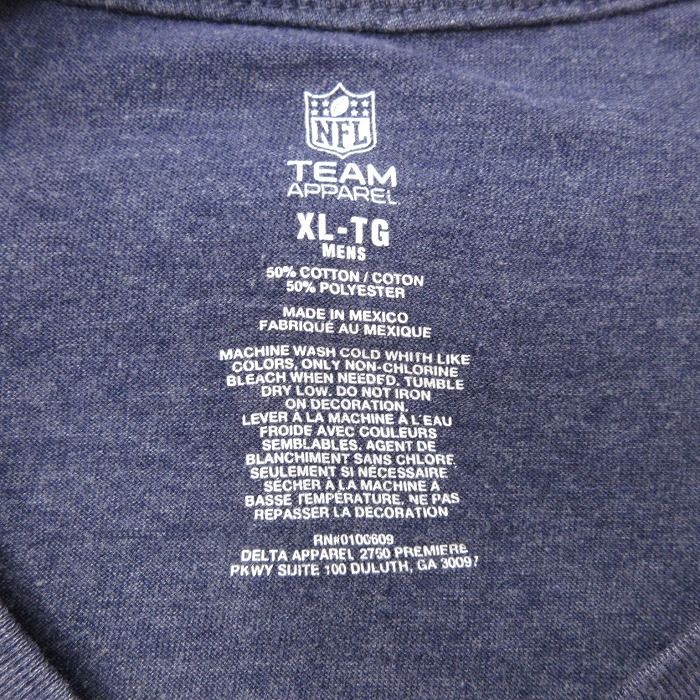 NFL
TEAM
APPAREL
XL-TG
MENS
50% COTTON / COTON
50% POLYESTER
MADE IN MEXICO
FABRIQUÉ AU MEXIQUE
MACHINE WASH COLD WHITH LIKE
COLORS, ONLY NON-CHLORINE
BLEACH WHEN NEEDED. TUMBLE
DRY LOW. DO NOT IRON
ON DECORATION.
LEVER À LA MACHINE À L'EAU
FROIDE AVEC COULEURS
SEMBLABLES. AGENT DE
BLANCHIMENT SANS CHLORE.
SEULEMENT SI NÉCESSAIRE
SÉCHER À LA MACHINE À
BASSE TEMPÉRATURE. NE PAS
REPASSER LA DECORATION
RN#0100609
DELTA APPAREL 2750 PREMIERE
PKWY SUITE 100 DULUTH, GA 30097